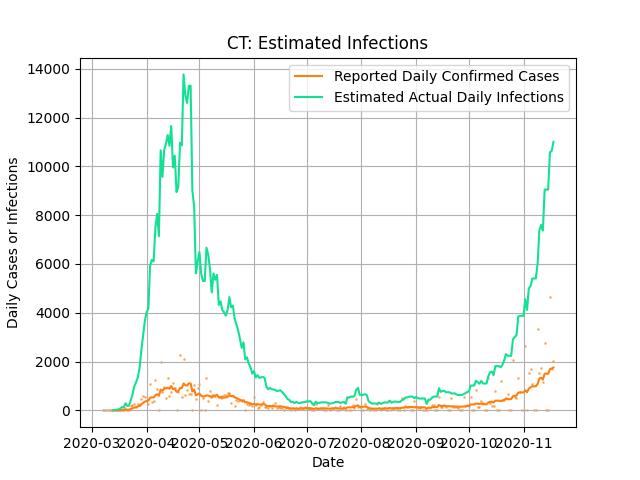 CT: Estimated Infections
Reported Daily Confirmed Cases
Estimated Actual Daily Infections
Daily Cases or Infections
14000
12000
10000
8000
6000
4000
2000
0
2020-03 2020-04 2020-05 2020-06 2020-07 2020-08 2020-09 2020-10 2020-11
Date